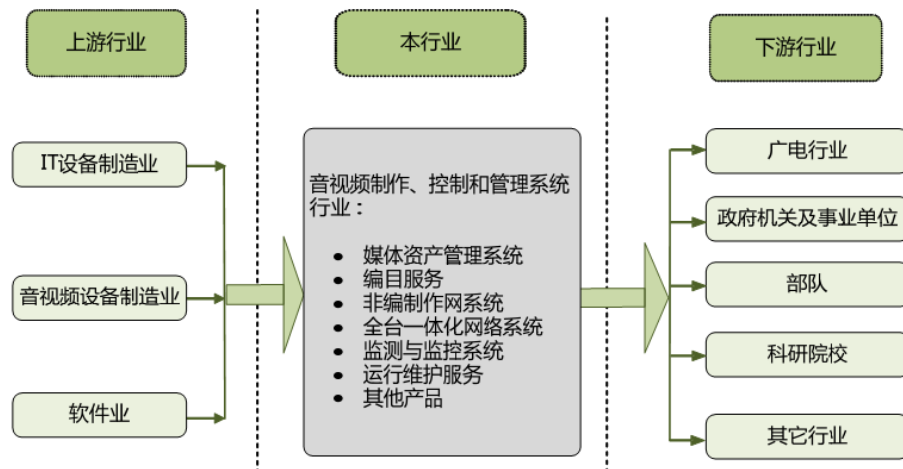 上游行业
本行业
下游行业
IT设备制造业
音视频设备制造业
软件业
音视频制作、控制和管理系统
行业：
● 媒体资产管理系统
● 编目服务
● 非编制作网系统
● 全台一体化网络系统
● 监测与监控系统
● 运行维护服务
● 其他产品
广电行业
政府机关及事业单位
部队
科研院校
其它行业